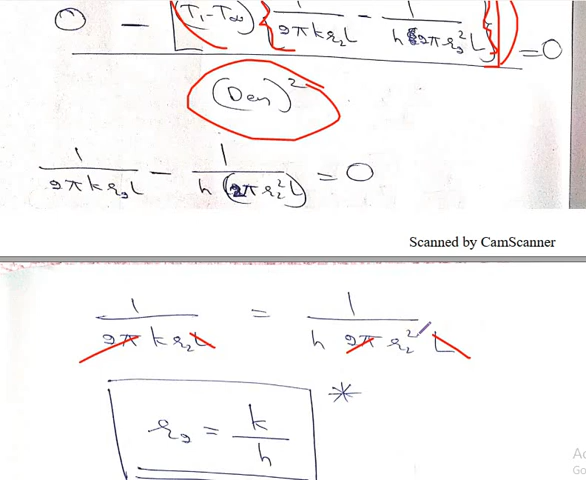 0 - [(T₁-T∞) { 1/(2πkr₂L) - 1/(h 2πr₂²L) }] = 0
(Den)²
1/(2πkr₂L) - 1/(h(2πr₂²L)) = 0
Scanned by CamScanner
1/(2πkr₂L) = 1/(h 2πr₂²L)
r₂ = k/h *